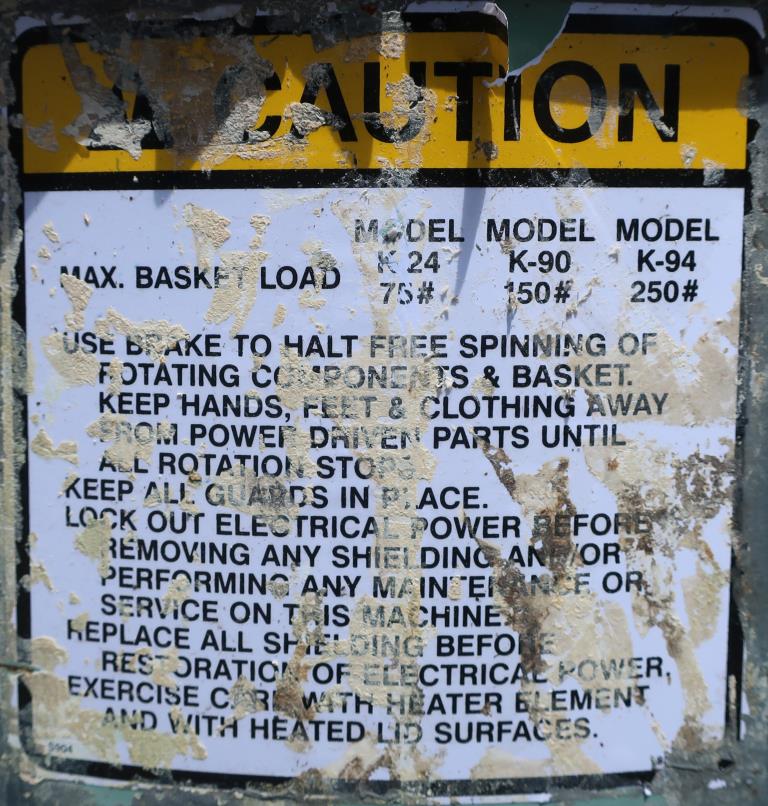 CAUTION
MODEL MODEL MODEL
K-24 K-90 K-94
MAX. BASKET LOAD
75# 150# 250#
USE BRAKE TO HALT FREE SPINNING OF
ROTATING COMPONENTS & BASKET.
KEEP HANDS, FEET & CLOTHING AWAY
FROM POWER DRIVEN PARTS UNTIL
ALL ROTATION STOPS.
KEEP ALL GUARDS IN PLACE.
LOCK OUT ELECTRICAL POWER BEFORE
REMOVING ANY SHIELDING AND/OR
PERFORMING ANY MAINTENANCE OR
SERVICE ON THIS MACHINE.
REPLACE ALL SHIELDING BEFORE
RESTORATION OF ELECTRICAL POWER,
EXERCISE CARE WITH HEATER ELEMENT
AND WITH HEATED LID SURFACES.
5904